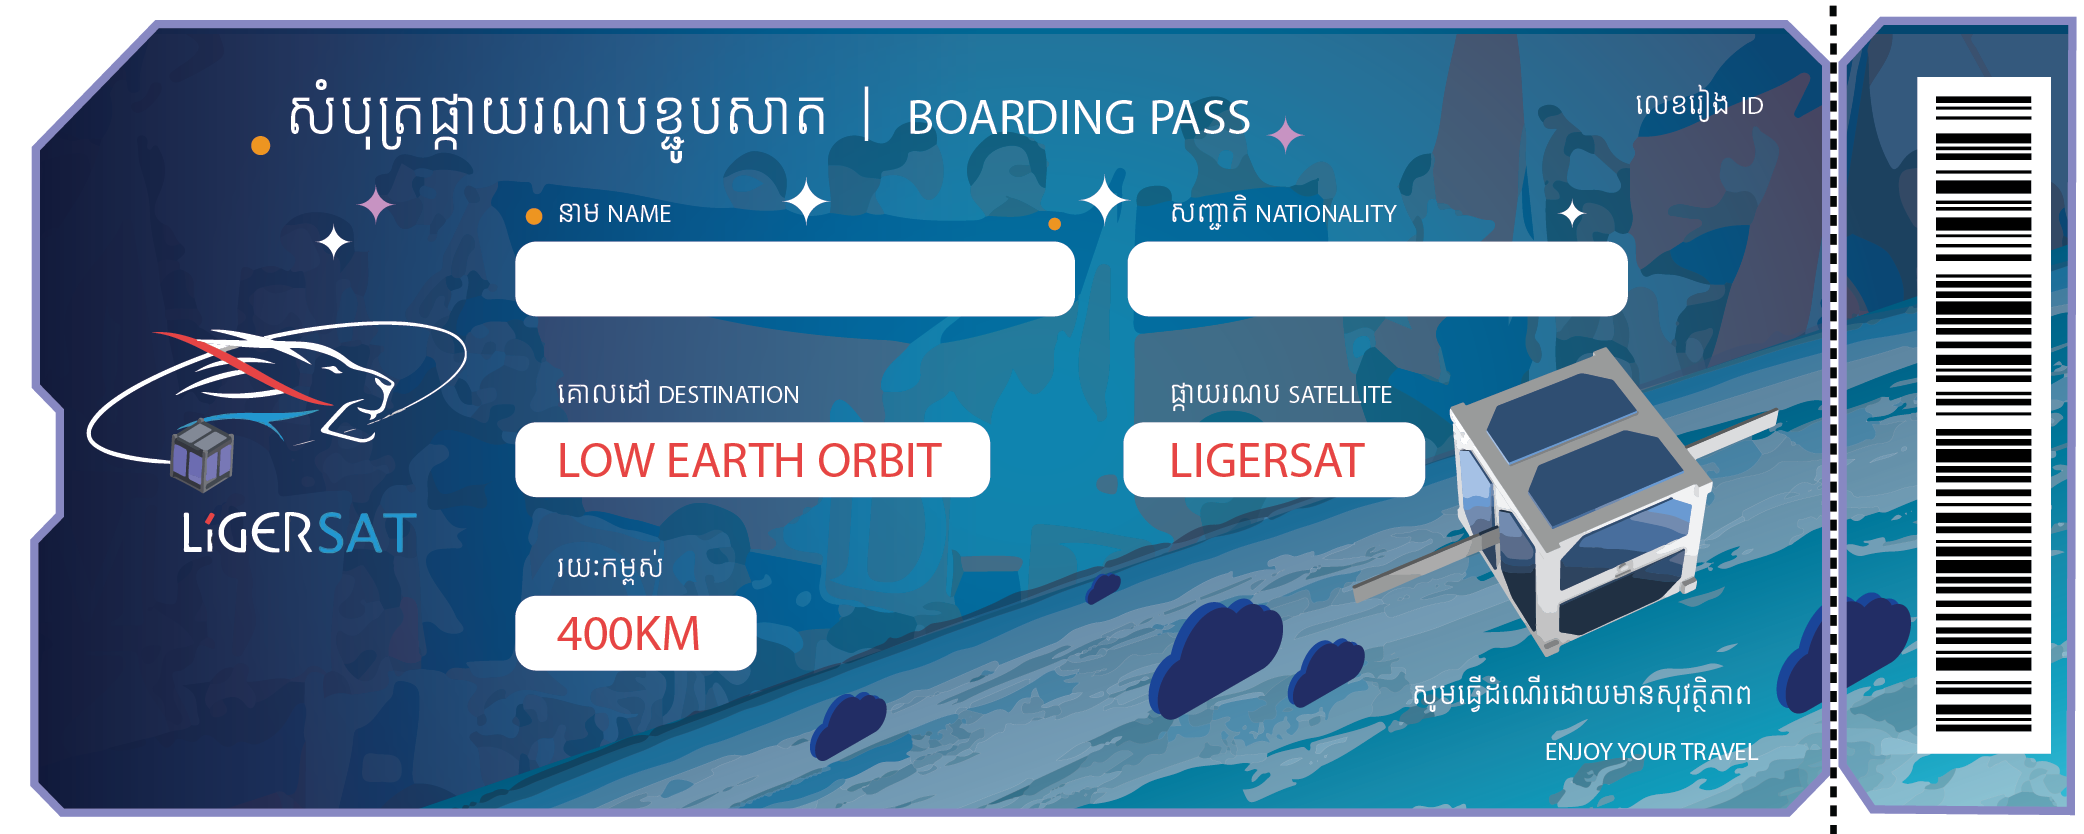 សំបុត្រផ្កាយរណបខ្នូបសាត | BOARDING PASS
លេខរៀង ID
នាម NAME
សញ្ជាតិ NATIONALITY
គោលដៅ DESTINATION
ផ្កាយរណប SATELLITE
LOW EARTH ORBIT
LIGERSAT
LiGERSAT
រយៈកម្ពស់
400KM
សូមធ្វើដំណើរដោយមានសុវត្ថិភាព
ENJOY YOUR TRAVEL